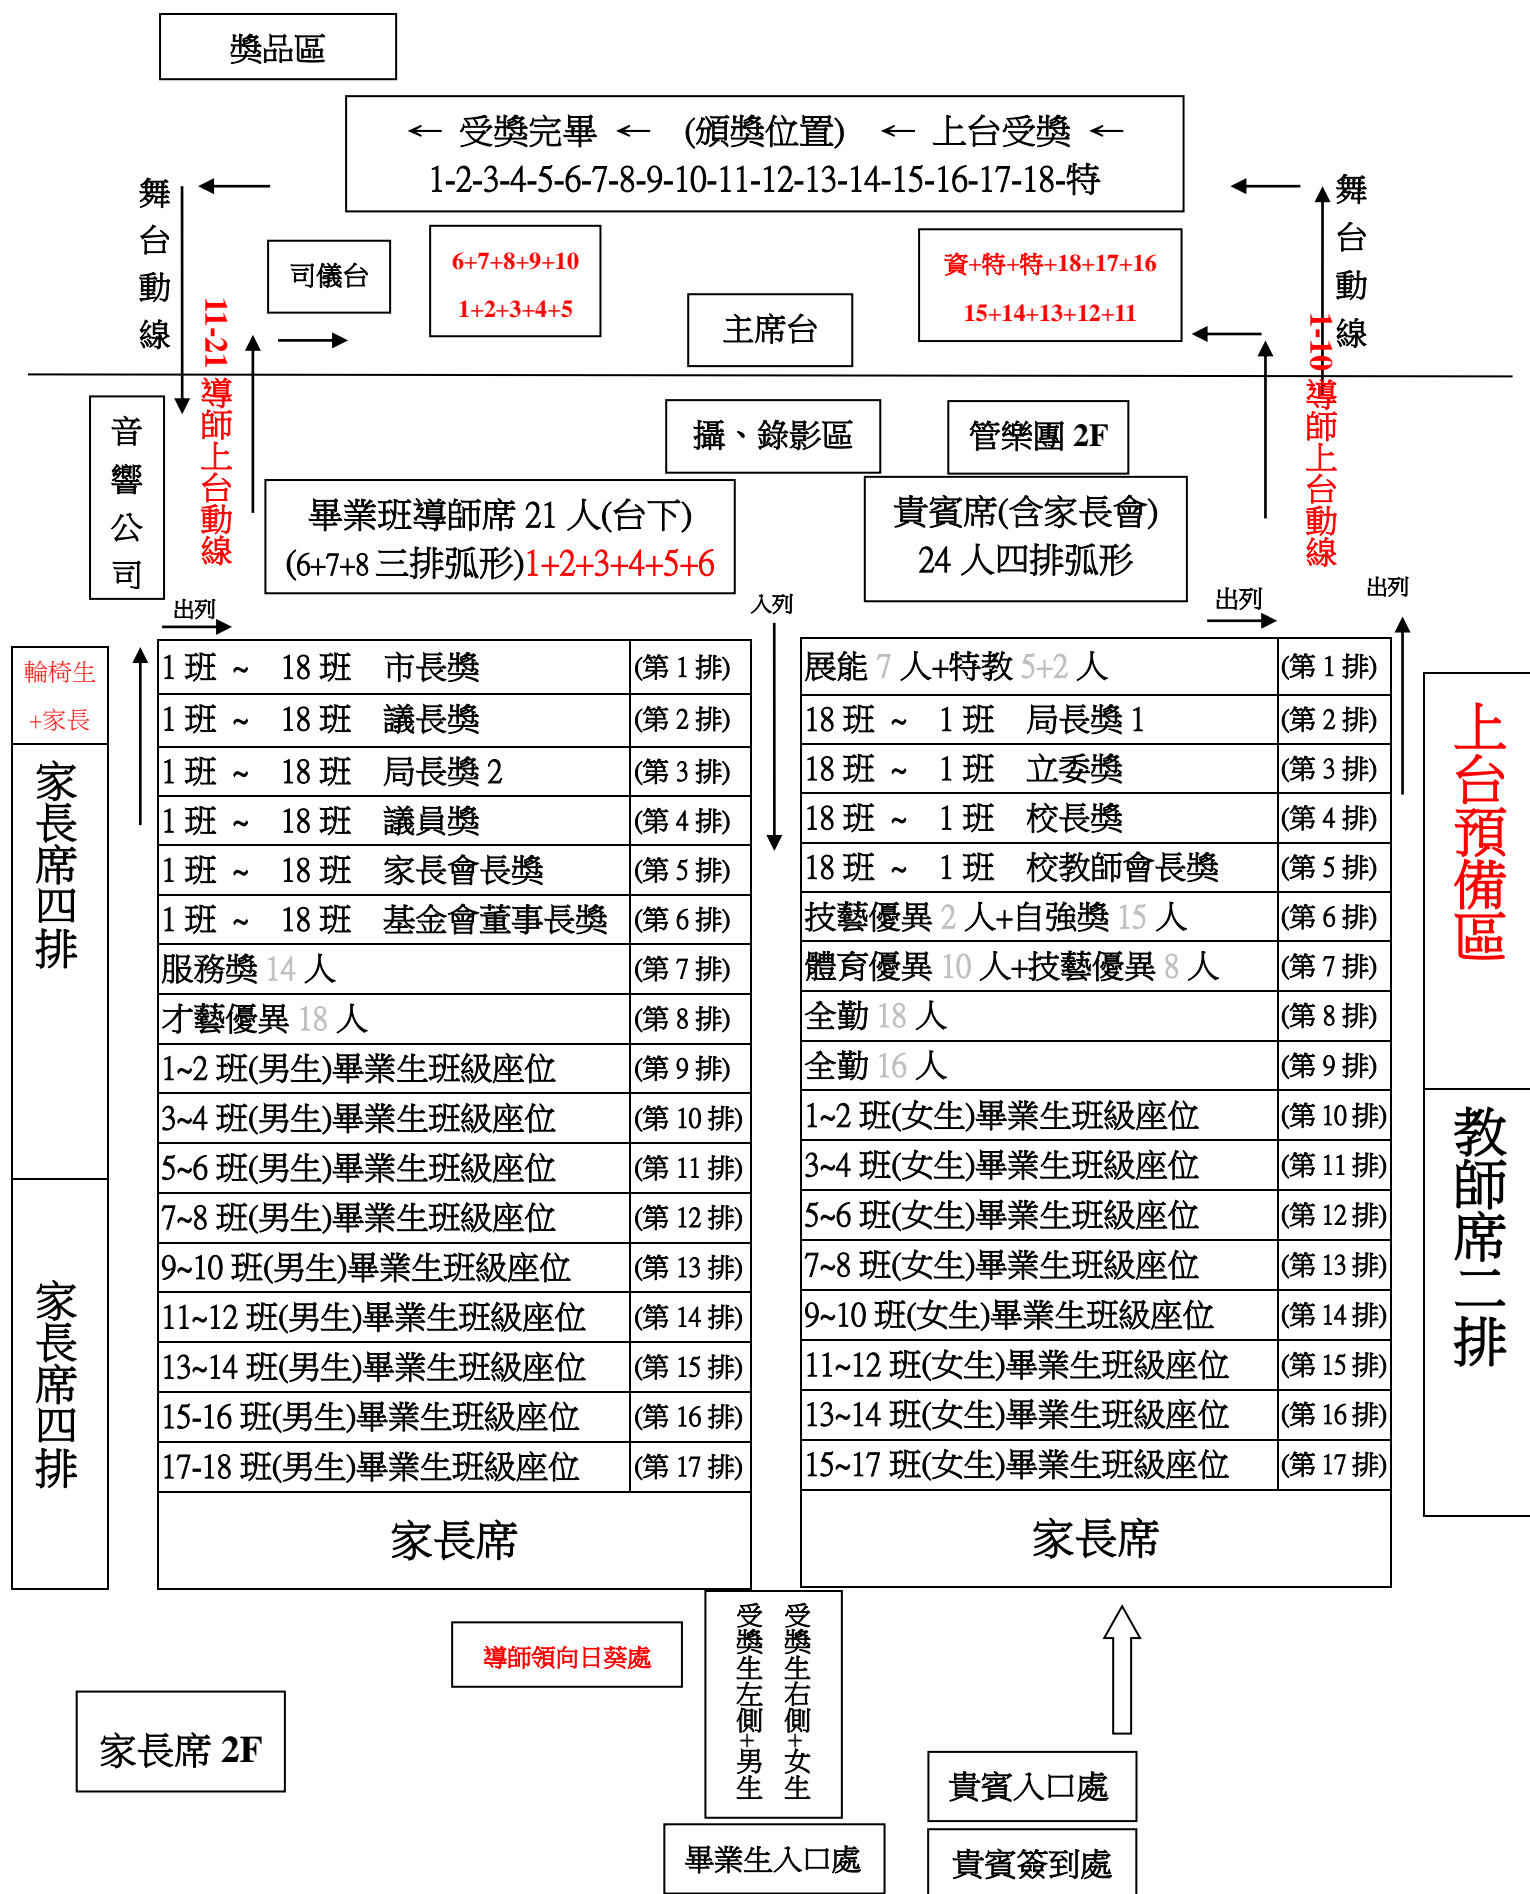 獎品區
← 受獎完畢 ← (頒獎位置) ← 上台受獎 ←
1-2-3-4-5-6-7-8-9-10-11-12-13-14-15-16-17-18-特
舞台動線
舞台動線
司儀台
6+7+8+9+10
1+2+3+4+5
主席台
資+特+特+18+17+16
15+14+13+12+11
11-21 導師上台動線
1-10 導師上台動線
音響公司
攝、錄影區
管樂團 2F
畢業班導師席 21 人(台下)
(6+7+8 三排弧形)1+2+3+4+5+6
貴賓席(含家長會)
24 人四排弧形
出列
入列
出列
出列
輪椅生
+家長
家長席四排
家長席四排
1 班 ~ 18 班 市長獎 (第 1 排)
1 班 ~ 18 班 議長獎 (第 2 排)
1 班 ~ 18 班 局長獎 2 (第 3 排)
1 班 ~ 18 班 議員獎 (第 4 排)
1 班 ~ 18 班 家長會長獎 (第 5 排)
1 班 ~ 18 班 基金會董事長獎 (第 6 排)
服務獎 14 人 (第 7 排)
才藝優異 18 人 (第 8 排)
1~2 班(男生)畢業生班級座位 (第 9 排)
3~4 班(男生)畢業生班級座位 (第 10 排)
5~6 班(男生)畢業生班級座位 (第 11 排)
7~8 班(男生)畢業生班級座位 (第 12 排)
9~10 班(男生)畢業生班級座位 (第 13 排)
11~12 班(男生)畢業生班級座位 (第 14 排)
13~14 班(男生)畢業生班級座位 (第 15 排)
15-16 班(男生)畢業生班級座位 (第 16 排)
17-18 班(男生)畢業生班級座位 (第 17 排)
家長席
展能 7 人+特教 5+2 人 (第 1 排)
18 班 ~ 1 班 局長獎 1 (第 2 排)
18 班 ~ 1 班 立委獎 (第 3 排)
18 班 ~ 1 班 校長獎 (第 4 排)
18 班 ~ 1 班 校教師會長獎 (第 5 排)
技藝優異 2 人+自強獎 15 人 (第 6 排)
體育優異 10 人+技藝優異 8 人 (第 7 排)
全勤 18 人 (第 8 排)
全勤 16 人 (第 9 排)
1~2 班(女生)畢業生班級座位 (第 10 排)
3~4 班(女生)畢業生班級座位 (第 11 排)
5~6 班(女生)畢業生班級座位 (第 12 排)
7~8 班(女生)畢業生班級座位 (第 13 排)
9~10 班(女生)畢業生班級座位 (第 14 排)
11~12 班(女生)畢業生班級座位 (第 15 排)
13~14 班(女生)畢業生班級座位 (第 16 排)
15~17 班(女生)畢業生班級座位 (第 17 排)
家長席
上台預備區
教師席二排
導師領向日葵處
受獎生右側+女生
受獎生左側+男生
家長席 2F
貴賓入口處
畢業生入口處
貴賓簽到處